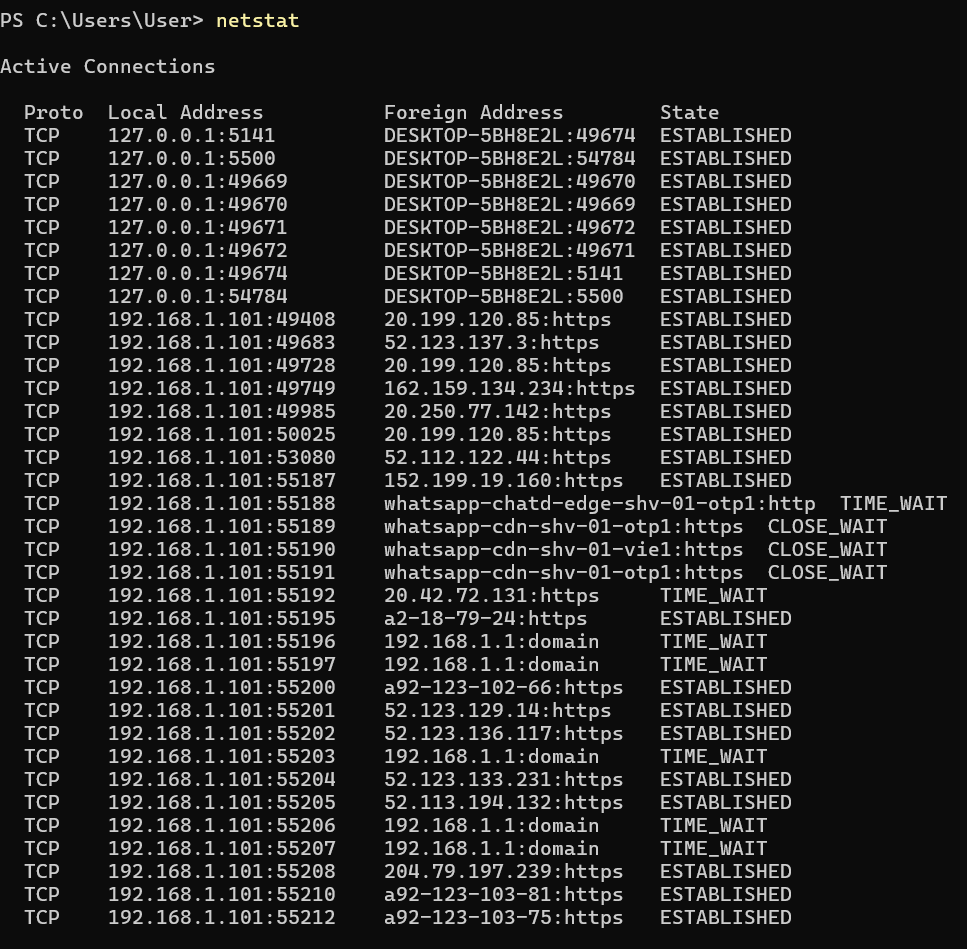 PS C:\Users\User> netstat
Active Connections
Proto  Local Address          Foreign Address        State
TCP    127.0.0.1:5141         DESKTOP-5BH8E2L:49674  ESTABLISHED
TCP    127.0.0.1:5500         DESKTOP-5BH8E2L:54784  ESTABLISHED
TCP    127.0.0.1:49669        DESKTOP-5BH8E2L:49670  ESTABLISHED
TCP    127.0.0.1:49670        DESKTOP-5BH8E2L:49669  ESTABLISHED
TCP    127.0.0.1:49671        DESKTOP-5BH8E2L:49672  ESTABLISHED
TCP    127.0.0.1:49672        DESKTOP-5BH8E2L:49671  ESTABLISHED
TCP    127.0.0.1:49674        DESKTOP-5BH8E2L:5141   ESTABLISHED
TCP    127.0.0.1:54784        DESKTOP-5BH8E2L:5500   ESTABLISHED
TCP    192.168.1.101:49408    20.199.120.85:https    ESTABLISHED
TCP    192.168.1.101:49683    52.123.137.3:https     ESTABLISHED
TCP    192.168.1.101:49728    20.199.120.85:https    ESTABLISHED
TCP    192.168.1.101:49749    162.159.134.234:https  ESTABLISHED
TCP    192.168.1.101:49985    20.250.77.142:https    ESTABLISHED
TCP    192.168.1.101:50025    20.199.120.85:https    ESTABLISHED
TCP    192.168.1.101:53080    52.112.122.44:https    ESTABLISHED
TCP    192.168.1.101:55187    152.199.19.160:https   ESTABLISHED
TCP    192.168.1.101:55188    whatsapp-chatd-edge-shv-01-otp1:http  TIME_WAIT
TCP    192.168.1.101:55189    whatsapp-cdn-shv-01-otp1:https  CLOSE_WAIT
TCP    192.168.1.101:55190    whatsapp-cdn-shv-01-vie1:https  CLOSE_WAIT
TCP    192.168.1.101:55191    whatsapp-cdn-shv-01-otp1:https  CLOSE_WAIT
TCP    192.168.1.101:55192    20.42.72.131:https     TIME_WAIT
TCP    192.168.1.101:55195    a2-18-79-24:https      ESTABLISHED
TCP    192.168.1.101:55196    192.168.1.1:domain     TIME_WAIT
TCP    192.168.1.101:55197    192.168.1.1:domain     TIME_WAIT
TCP    192.168.1.101:55200    a92-123-102-66:https   ESTABLISHED
TCP    192.168.1.101:55201    52.123.129.14:https    ESTABLISHED
TCP    192.168.1.101:55202    52.123.136.117:https   ESTABLISHED
TCP    192.168.1.101:55203    192.168.1.1:domain     TIME_WAIT
TCP    192.168.1.101:55204    52.123.133.231:https   ESTABLISHED
TCP    192.168.1.101:55205    52.113.194.132:https   ESTABLISHED
TCP    192.168.1.101:55206    192.168.1.1:domain     TIME_WAIT
TCP    192.168.1.101:55207    192.168.1.1:domain     TIME_WAIT
TCP    192.168.1.101:55208    204.79.197.239:https   ESTABLISHED
TCP    192.168.1.101:55210    a92-123-103-81:https   ESTABLISHED
TCP    192.168.1.101:55212    a92-123-103-75:https   ESTABLISHED